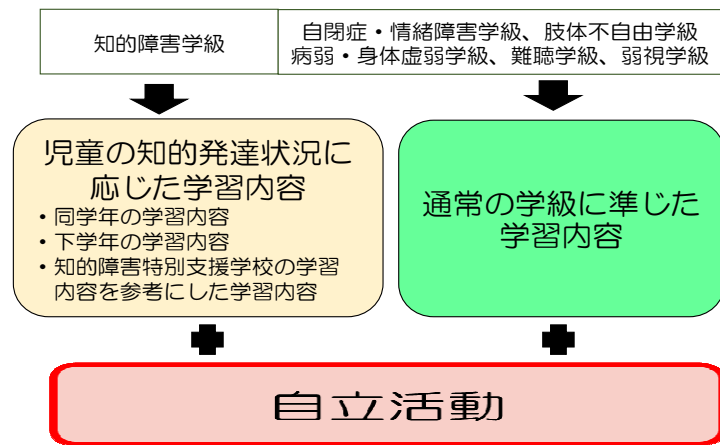 知的障害学級
自閉症・情緒障害学級、肢体不自由学級
病弱・身体虚弱学級、難聴学級、弱視学級
児童の知的発達状況に
応じた学習内容
・同学年の学習内容
・下学年の学習内容
・知的障害特別支援学校の学習
内容を参考にした学習内容
通常の学級に準じた
学習内容
自立活動